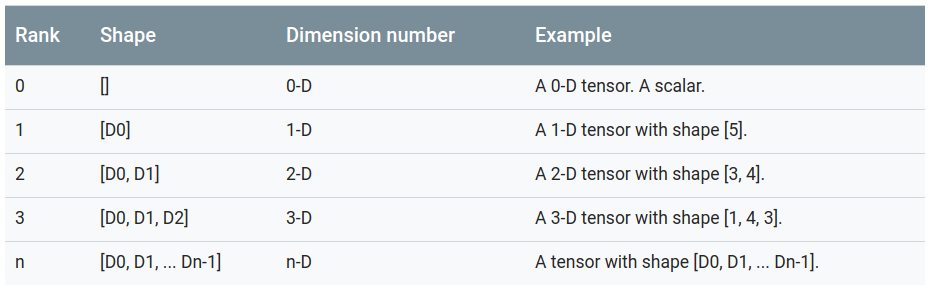 Rank Shape Dimension number Example
0 [] 0-D A 0-D tensor. A scalar.
1 [D0] 1-D A 1-D tensor with shape [5].
2 [D0, D1] 2-D A 2-D tensor with shape [3, 4].
3 [D0, D1, D2] 3-D A 3-D tensor with shape [1, 4, 3].
n [D0, D1, ... Dn-1] n-D A tensor with shape [D0, D1, ... Dn-1].